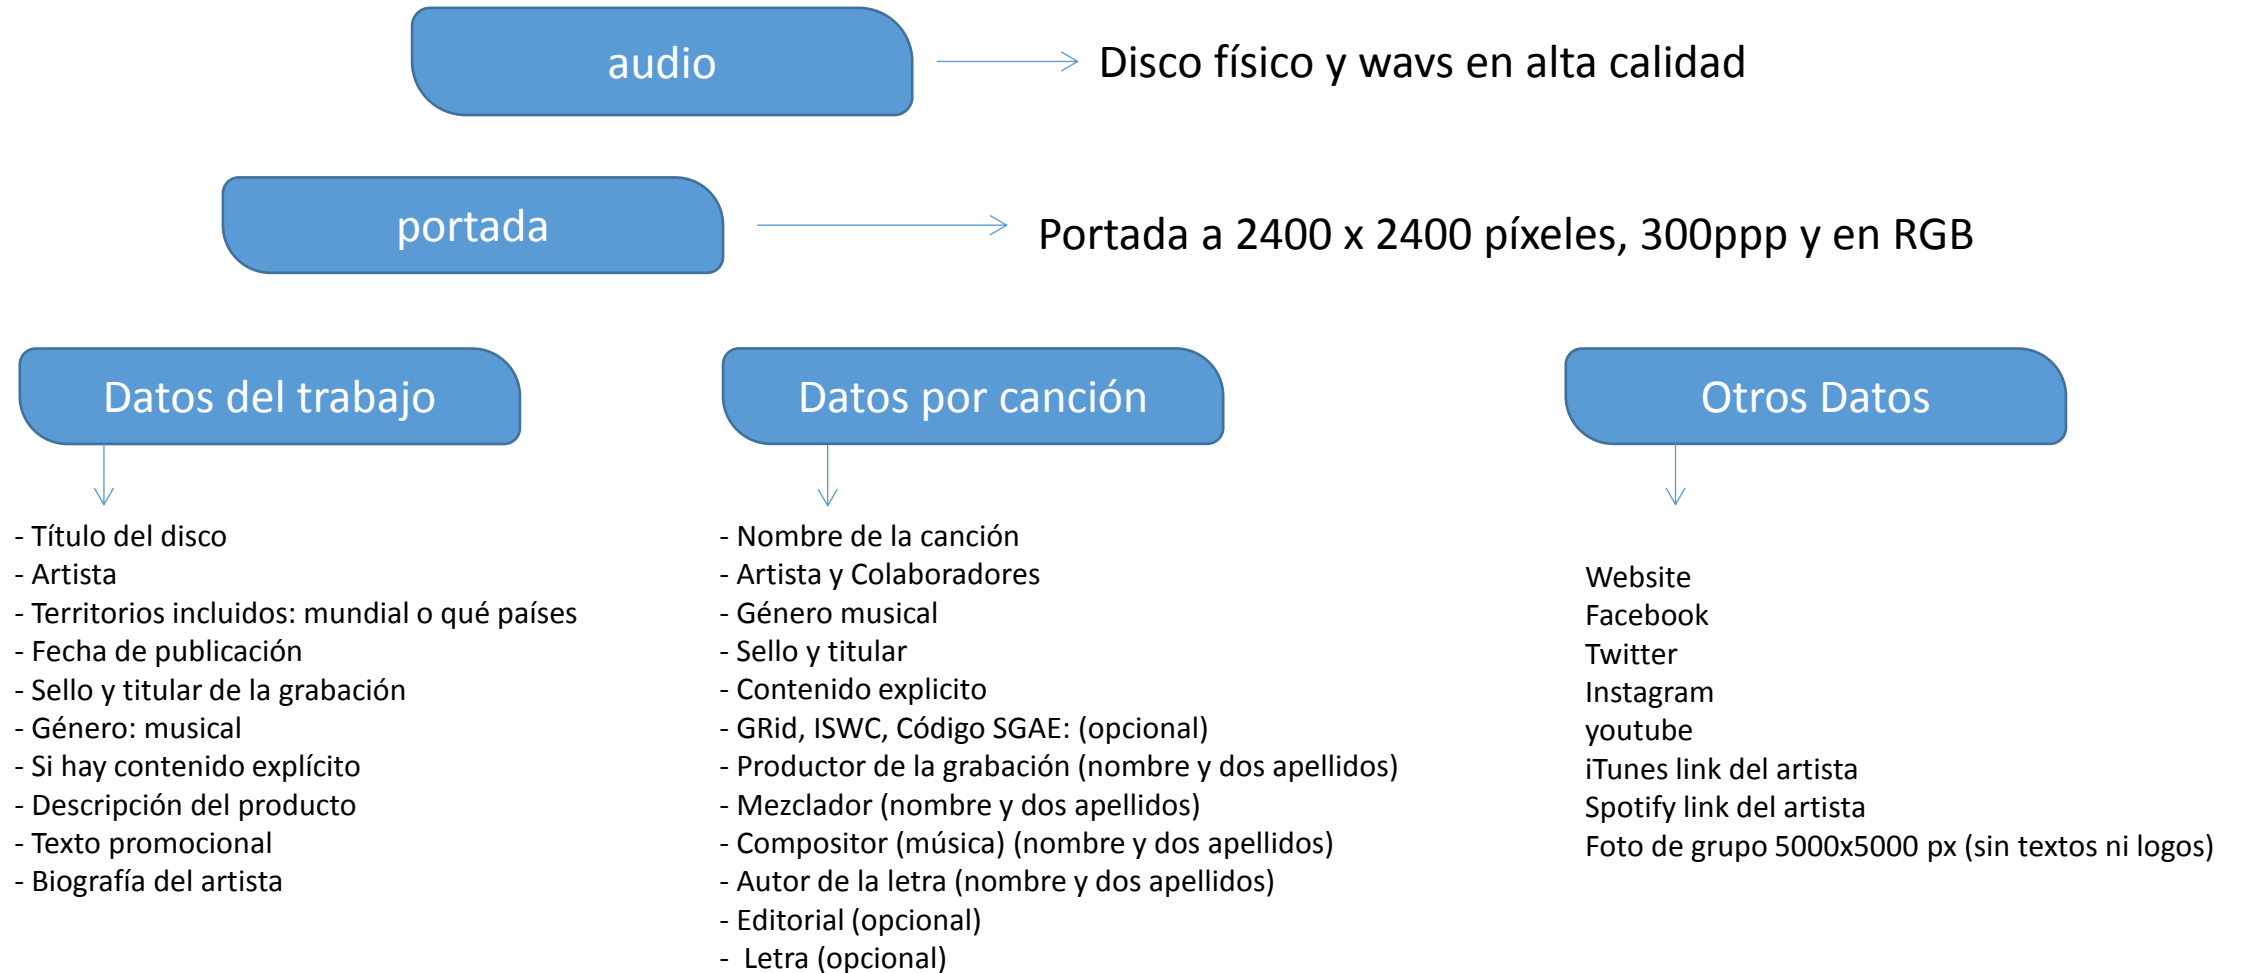 audio
Disco físico y wavs en alta calidad
portada
Portada a 2400 x 2400 píxeles, 300ppp y en RGB
Datos del trabajo
- Título del disco
- Artista
- Territorios incluidos: mundial o qué países
- Fecha de publicación
- Sello y titular de la grabación
- Género: musical
- Si hay contenido explícito
- Descripción del producto
- Texto promocional
- Biografía del artista
Datos por canción
- Nombre de la canción
- Artista y Colaboradores
- Género musical
- Sello y titular
- Contenido explicito
- GRid, ISWC, Código SGAE: (opcional)
- Productor de la grabación (nombre y dos apellidos)
- Mezclador (nombre y dos apellidos)
- Compositor (música) (nombre y dos apellidos)
- Autor de la letra (nombre y dos apellidos)
- Editorial (opcional)
-  Letra (opcional)
Otros Datos
Website
Facebook
Twitter
Instagram
youtube
iTunes link del artista
Spotify link del artista
Foto de grupo 5000x5000 px (sin textos ni logos)